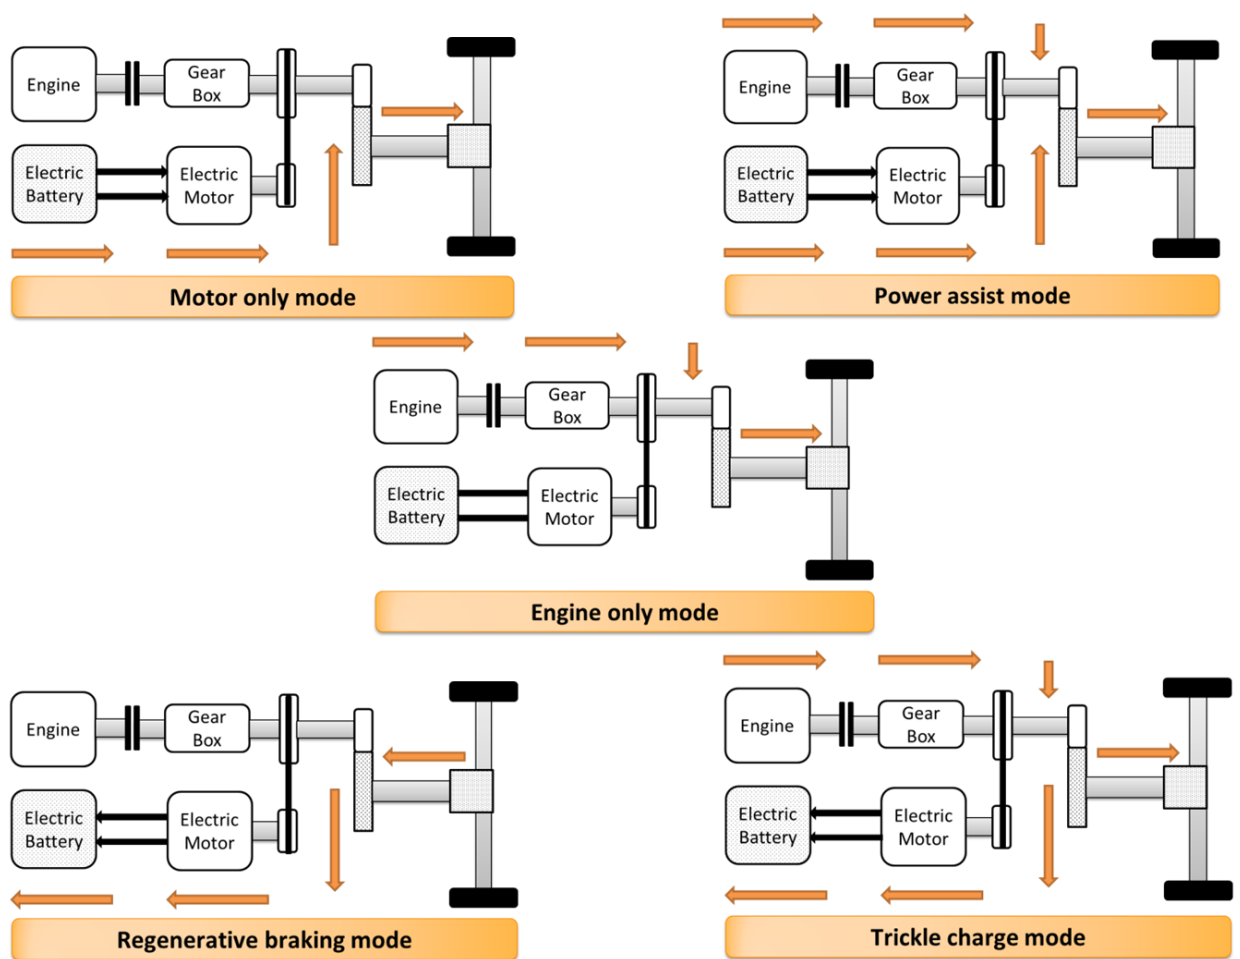 Engine
Gear
Box
Electric
Battery
Electric
Motor
Motor only mode
Engine
Gear
Box
Electric
Battery
Electric
Motor
Power assist mode
Engine
Gear
Box
Electric
Battery
Electric
Motor
Engine only mode
Engine
Gear
Box
Electric
Battery
Electric
Motor
Regenerative braking mode
Engine
Gear
Box
Electric
Battery
Electric
Motor
Trickle charge mode